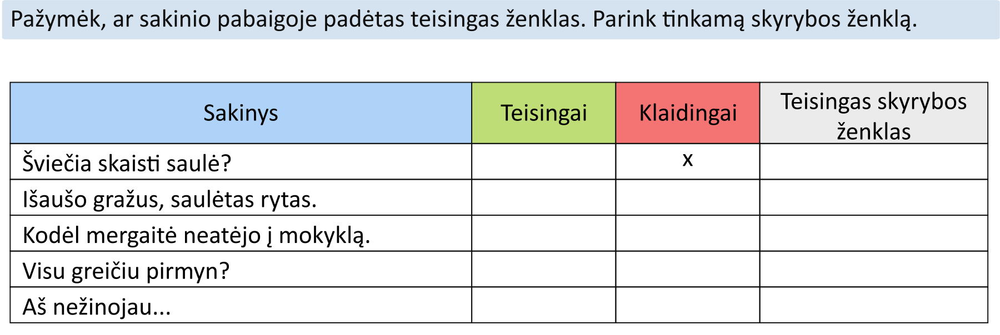 Pažymėk, ar sakinio pabaigoje padėtas teisingas ženklas. Parink tinkamą skyrybos ženklą.
Sakinys Teisingai Klaidingai Teisingas skyrybos
ženklas
Šviečia skaisti saulė? x
Išaušo gražus, saulėtas rytas.
Kodėl mergaitė neatėjo į mokyklą.
Visu greičiu pirmyn?
Aš nežinojau...